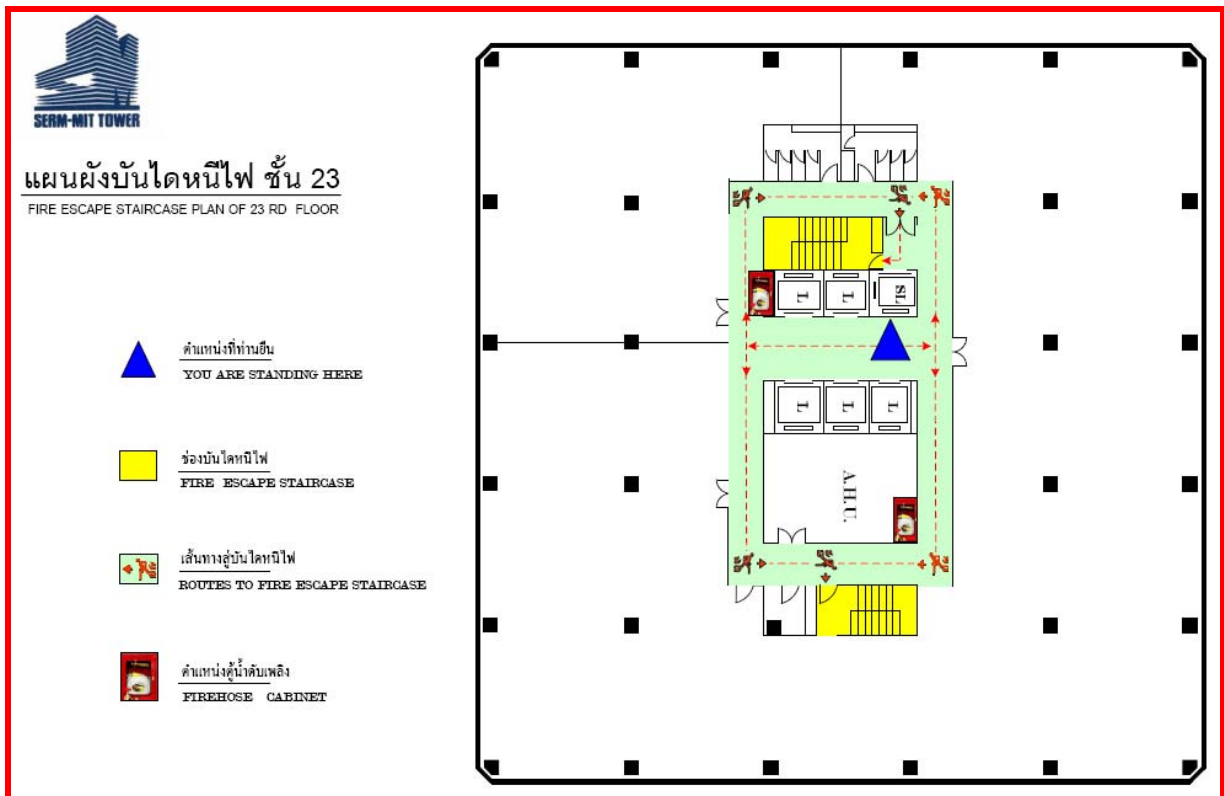 SERM-MIT TOWER
แผนผังบันไดหนีไฟ ชั้น 23
FIRE ESCAPE STAIRCASE PLAN OF 23 RD FLOOR
ตำแหน่งที่ท่านยืน
YOU ARE STANDING HERE
ช่องบันไดหนีไฟ
FIRE ESCAPE STAIRCASE
เส้นทางสู่บันไดหนีไฟ
ROUTES TO FIRE ESCAPE STAIRCASE
ตำแหน่งตู้น้ำดับเพลิง
FIREHOSE CABINET
L
L
SL
L
L
L
A.H.U.